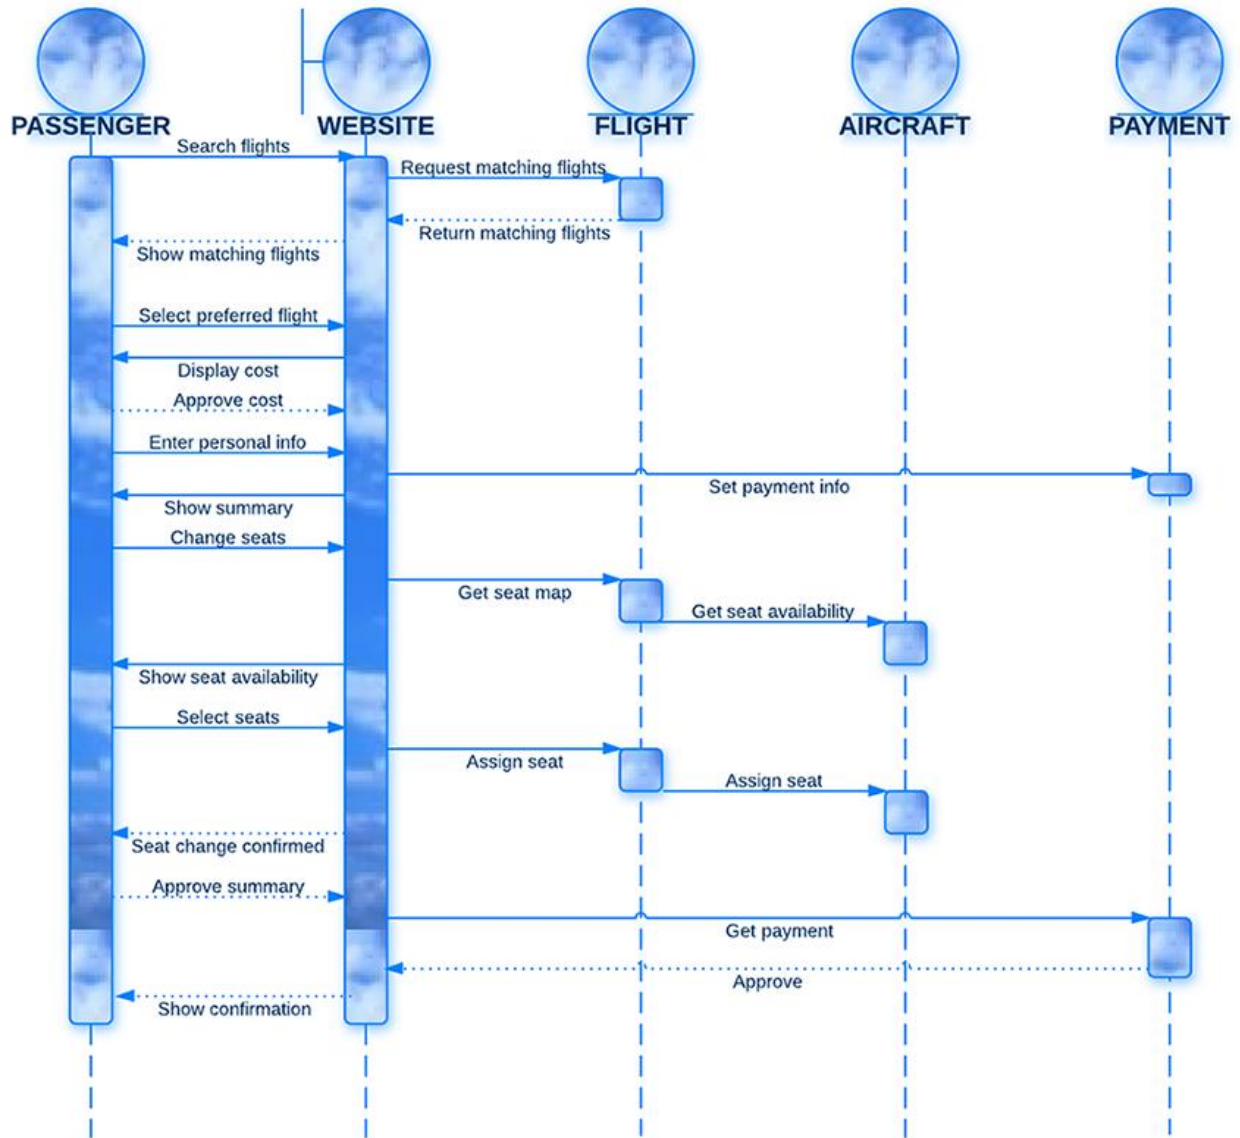 PASSENGER
WEBSITE
FLIGHT
AIRCRAFT
PAYMENT
Search flights
Request matching flights
Return matching flights
Show matching flights
Select preferred flight
Display cost
Approve cost
Enter personal info
Set payment info
Show summary
Change seats
Get seat map
Get seat availability
Show seat availability
Select seats
Assign seat
Assign seat
Seat change confirmed
Approve summary
Get payment
Approve
Show confirmation